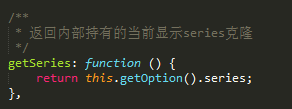 /**
 * 返回内部持有的当前显示series克隆
 */
getSeries: function () {
    return this.getOption().series;
},